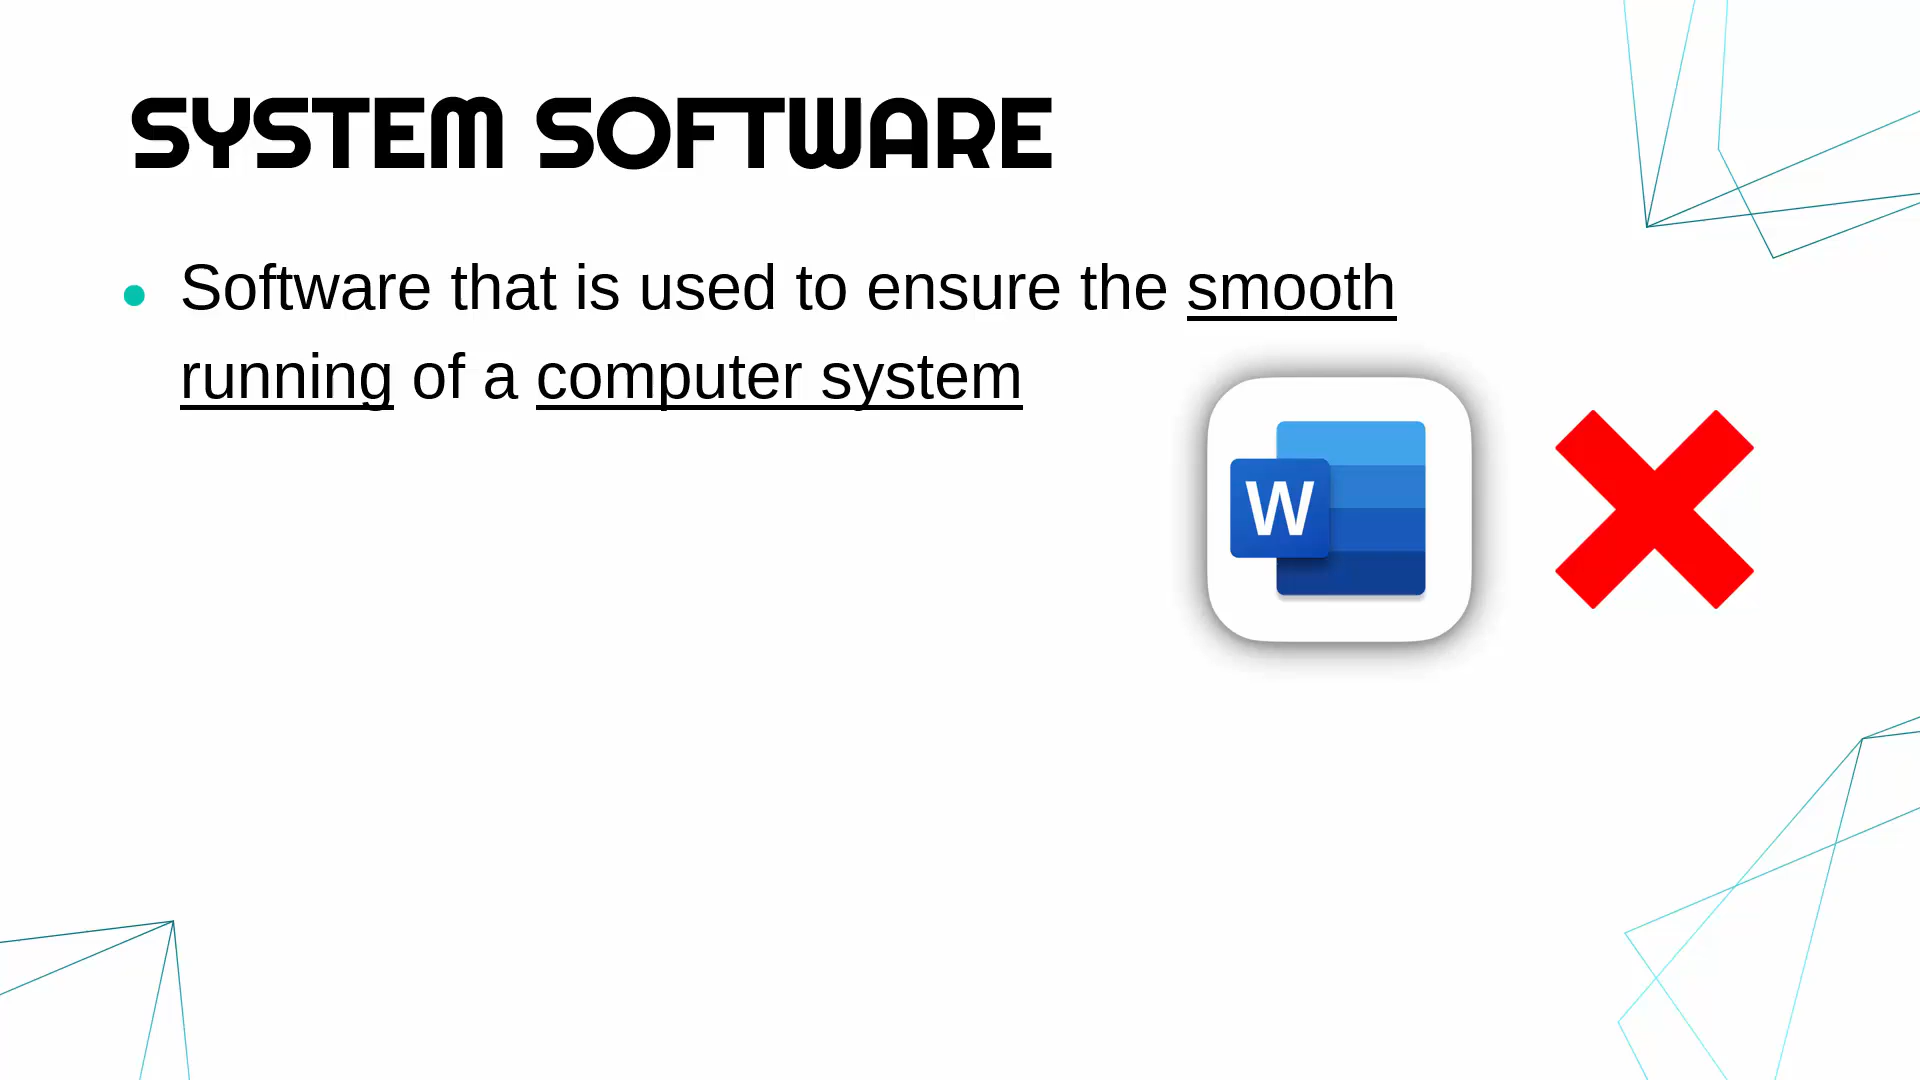 SYSTEM SOFTWARE
Software that is used to ensure the smooth
running of a computer system
W